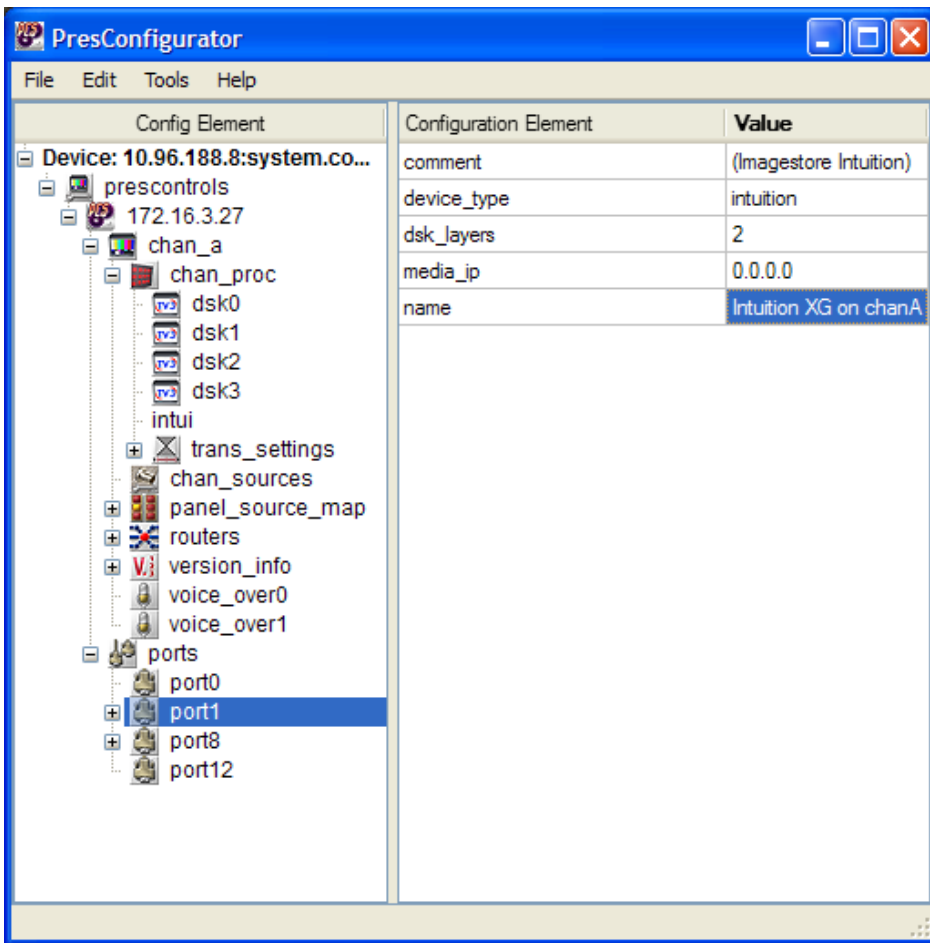 PresConfigurator
File Edit Tools Help
Config Element
Configuration Element Value
Device: 10.96.188.8:system.co...
prescontrols
172.16.3.27
chan_a
chan_proc
dsk0
dsk1
dsk2
dsk3
intui
trans_settings
chan_sources
panel_source_map
routers
version_info
voice_over0
voice_over1
ports
port0
port1
port8
port12
comment (Imagestore Intuition)
device_type intuition
dsk_layers 2
media_ip 0.0.0.0
name Intuition XG on chanA